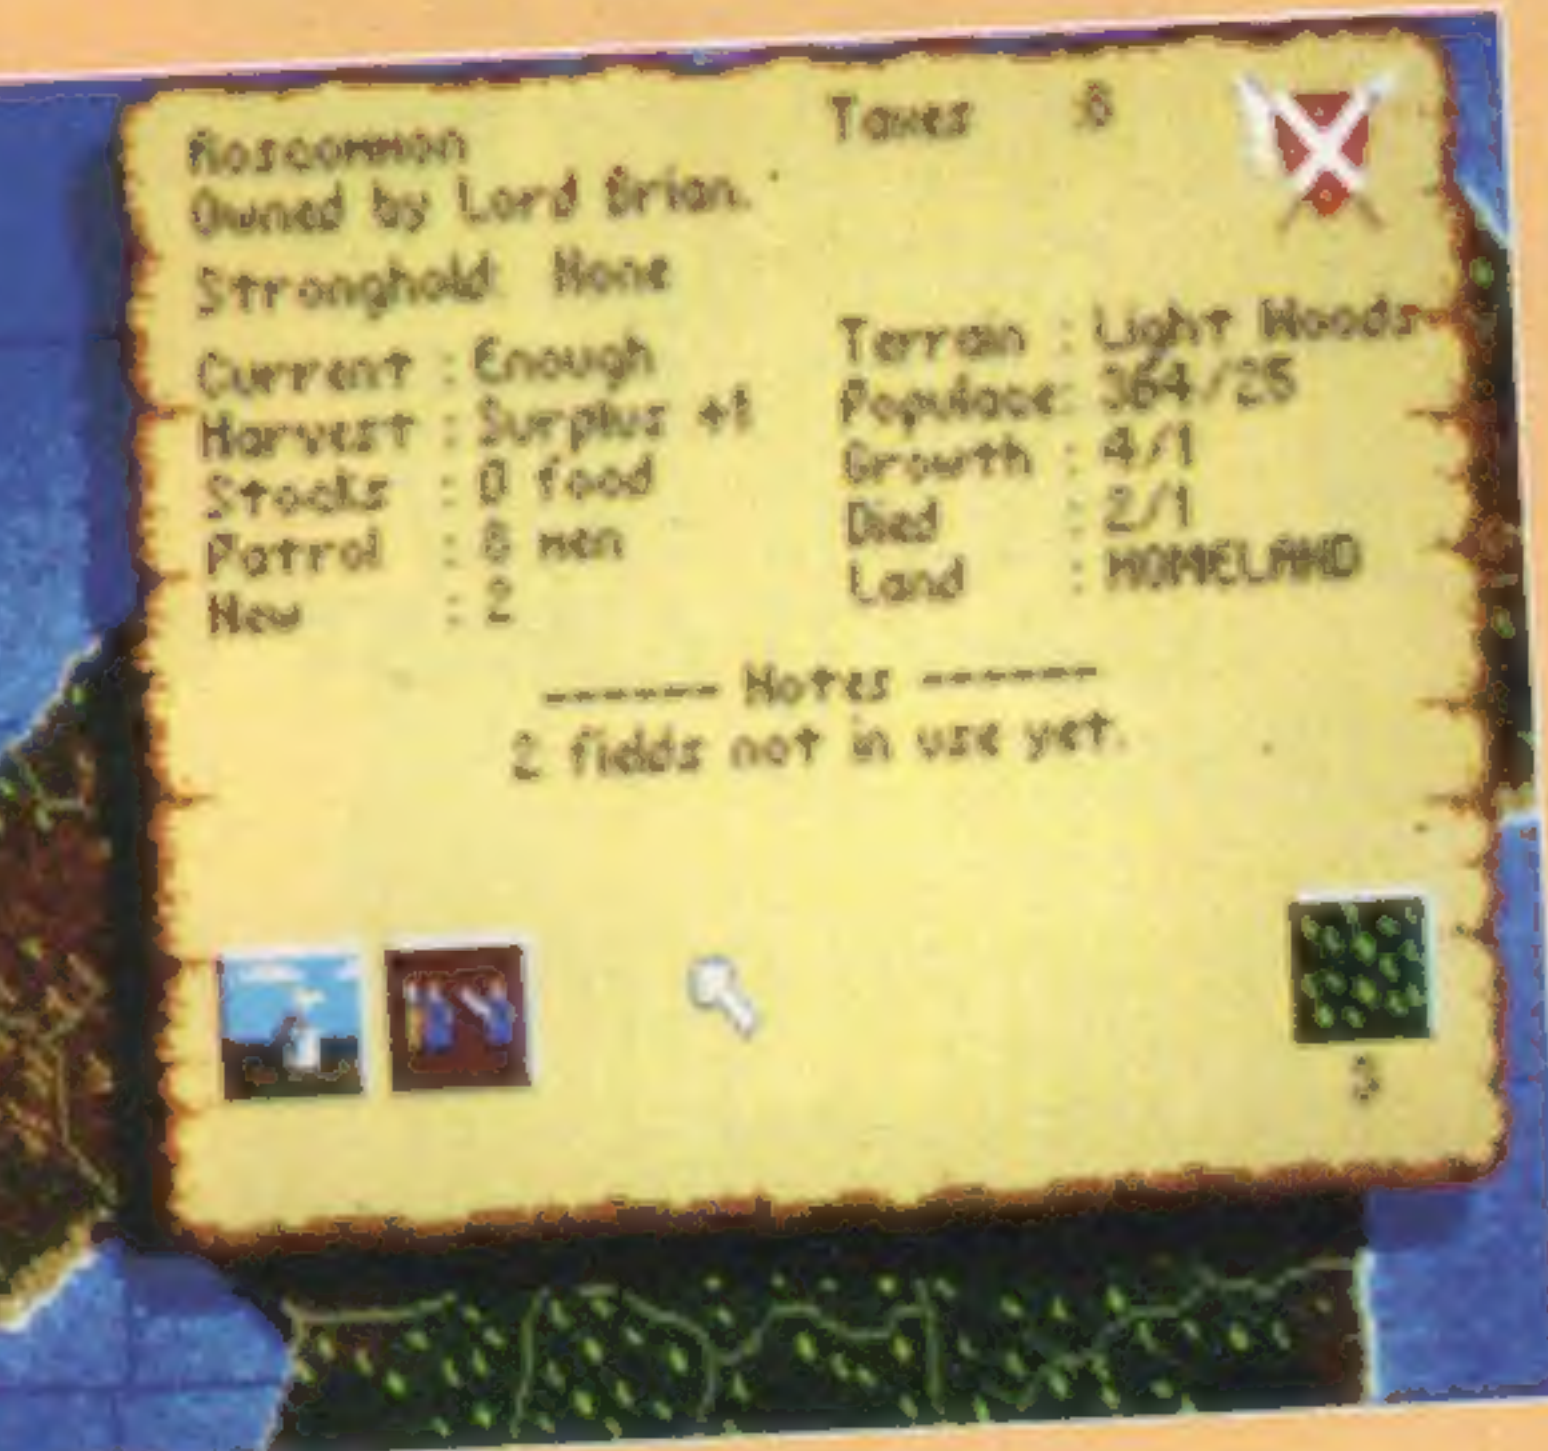 Roscommon
Owned by Lord Brian.
Taxes :8
Stronghold: None
Current : Enough
Harvest : Surplus +1
Stocks : 0 food
Patrol : 8 men
New : 2
Terrain : Light Woods
Populace: 364/25
Growth : 4/1
Died : 2/1
Land : HOMELAND
------ Notes ------
2 fields not in use yet.
3